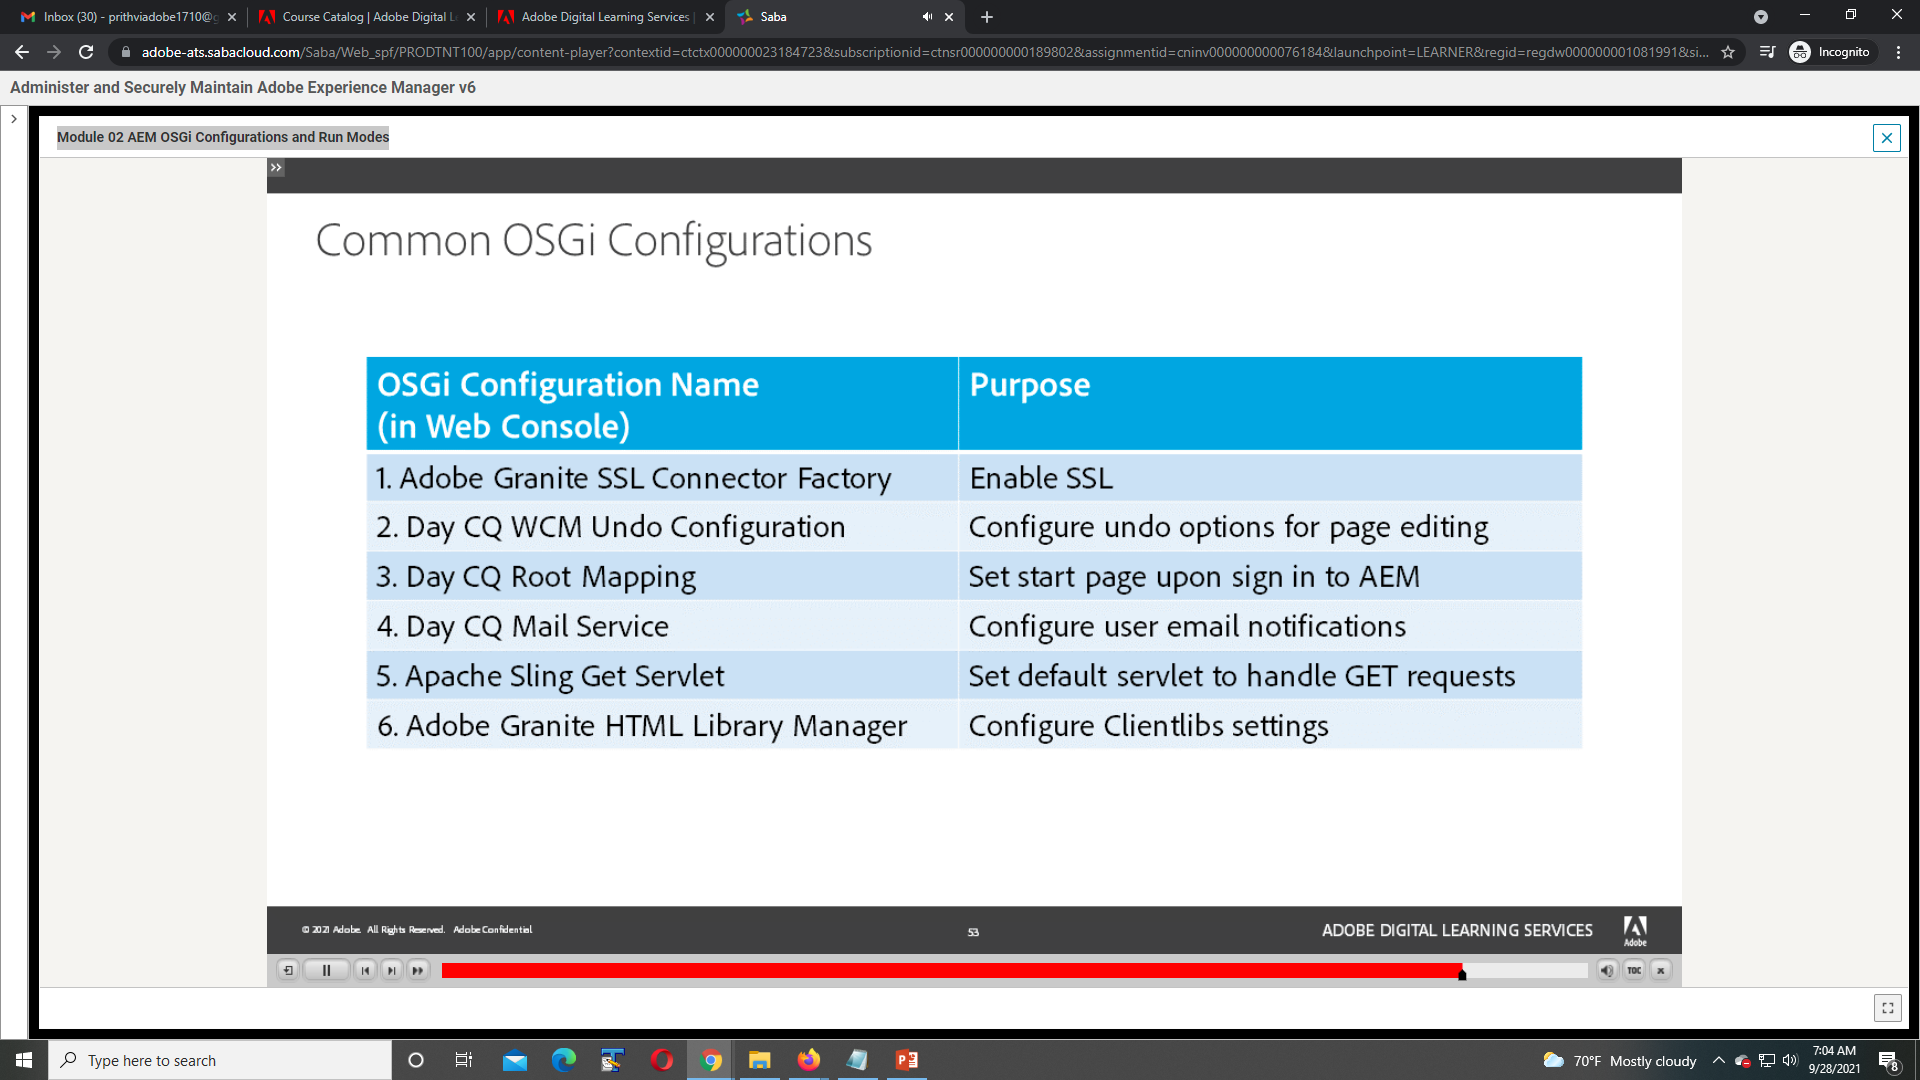 Inbox (30) - prithviadobe1710@g
Course Catalog | Adobe Digital L
Adobe Digital Learning Services |
Saba
adobe-ats.sabacloud.com/Saba/Web_spf/PRODTNT100/app/content-player?contextid=ctctx000000023184723&subscriptionid=ctnsr000000000189802&assignmentid=cninv000000000076184&launchpoint=LEARNER&regid=regdw000000001081991&si...
Incognito
Administer and Securely Maintain Adobe Experience Manager v6
Module 02 AEM OSGi Configurations and Run Modes
Common OSGi Configurations
OSGi Configuration Name
(in Web Console)
Purpose
1. Adobe Granite SSL Connector Factory
Enable SSL
2. Day CQ WCM Undo Configuration
Configure undo options for page editing
3. Day CQ Root Mapping
Set start page upon sign in to AEM
4. Day CQ Mail Service
Configure user email notifications
5. Apache Sling Get Servlet
Set default servlet to handle GET requests
6. Adobe Granite HTML Library Manager
Configure Clientlibs settings
© 2021 Adobe. All Rights Reserved. Adobe Confidential
53
ADOBE DIGITAL LEARNING SERVICES
Adobe
TOC
Type here to search
70°F Mostly cloudy
7:04 AM
9/28/2021
8